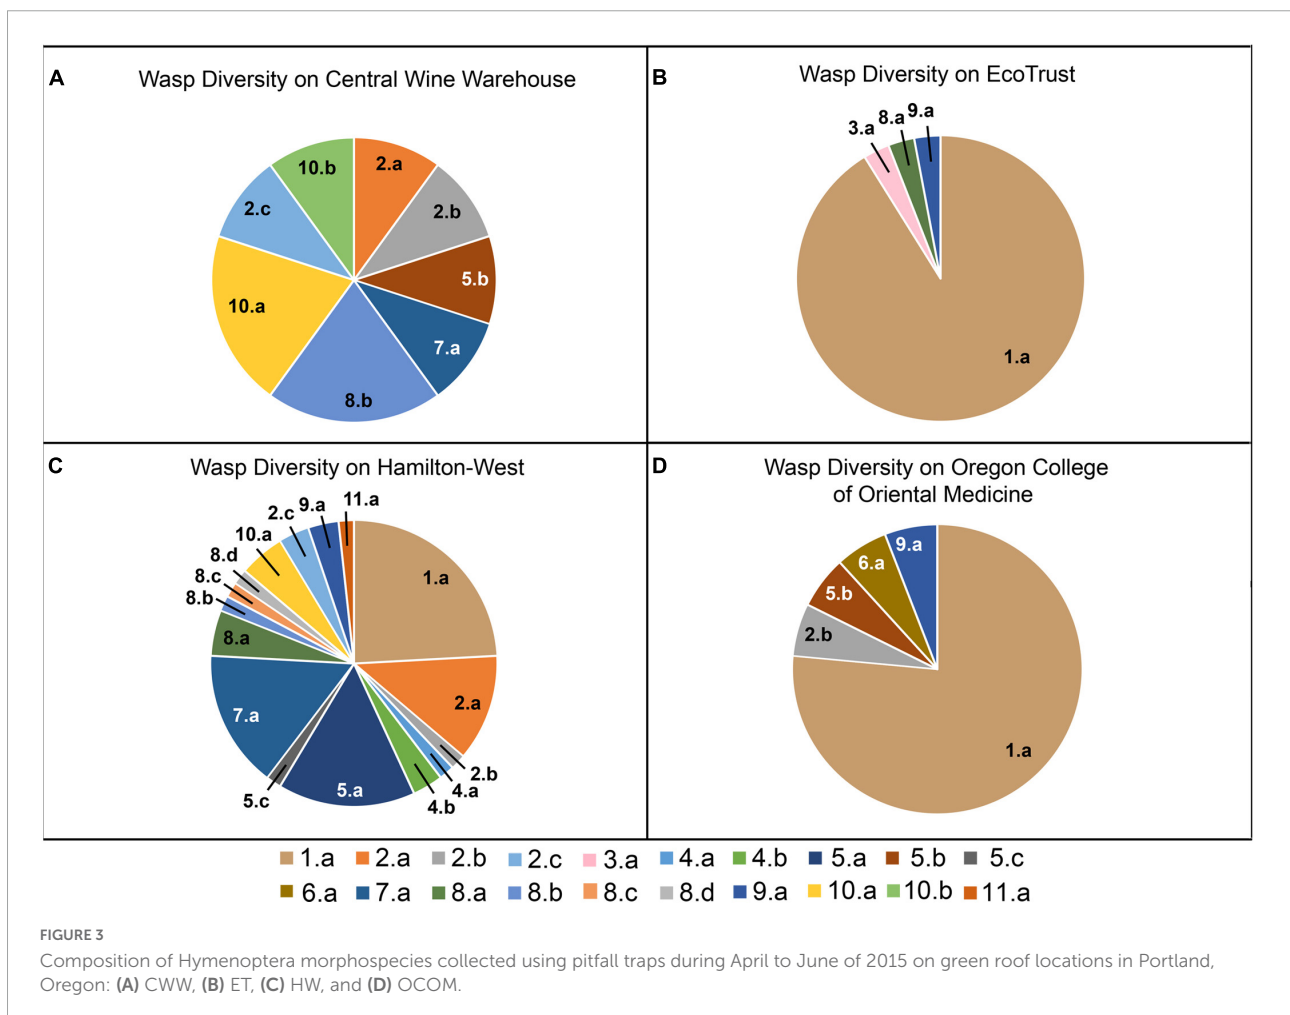 A
Wasp Diversity on Central Wine Warehouse
10.b
2.a
2.c
2.b
5.b
10.a
7.a
8.b
B
Wasp Diversity on EcoTrust
3.a
8.a
9.a
1.a
C
Wasp Diversity on Hamilton-West
11.a
9.a
2.c
10.a
8.d
8.c
8.b
8.a
1.a
7.a
2.a
2.b
4.a
4.b
5.a
5.c
D
Wasp Diversity on Oregon College
of Oriental Medicine
9.a
6.a
5.b
2.b
1.a
1.a 2.a 2.b 2.c 3.a 4.a 4.b 5.a 5.b 5.c
6.a 7.a 8.a 8.b 8.c 8.d 9.a 10.a 10.b 11.a
FIGURE 3
Composition of Hymenoptera morphospecies collected using pitfall traps during April to June of 2015 on green roof locations in Portland,
Oregon: (A) CWW, (B) ET, (C) HW, and (D) OCOM.